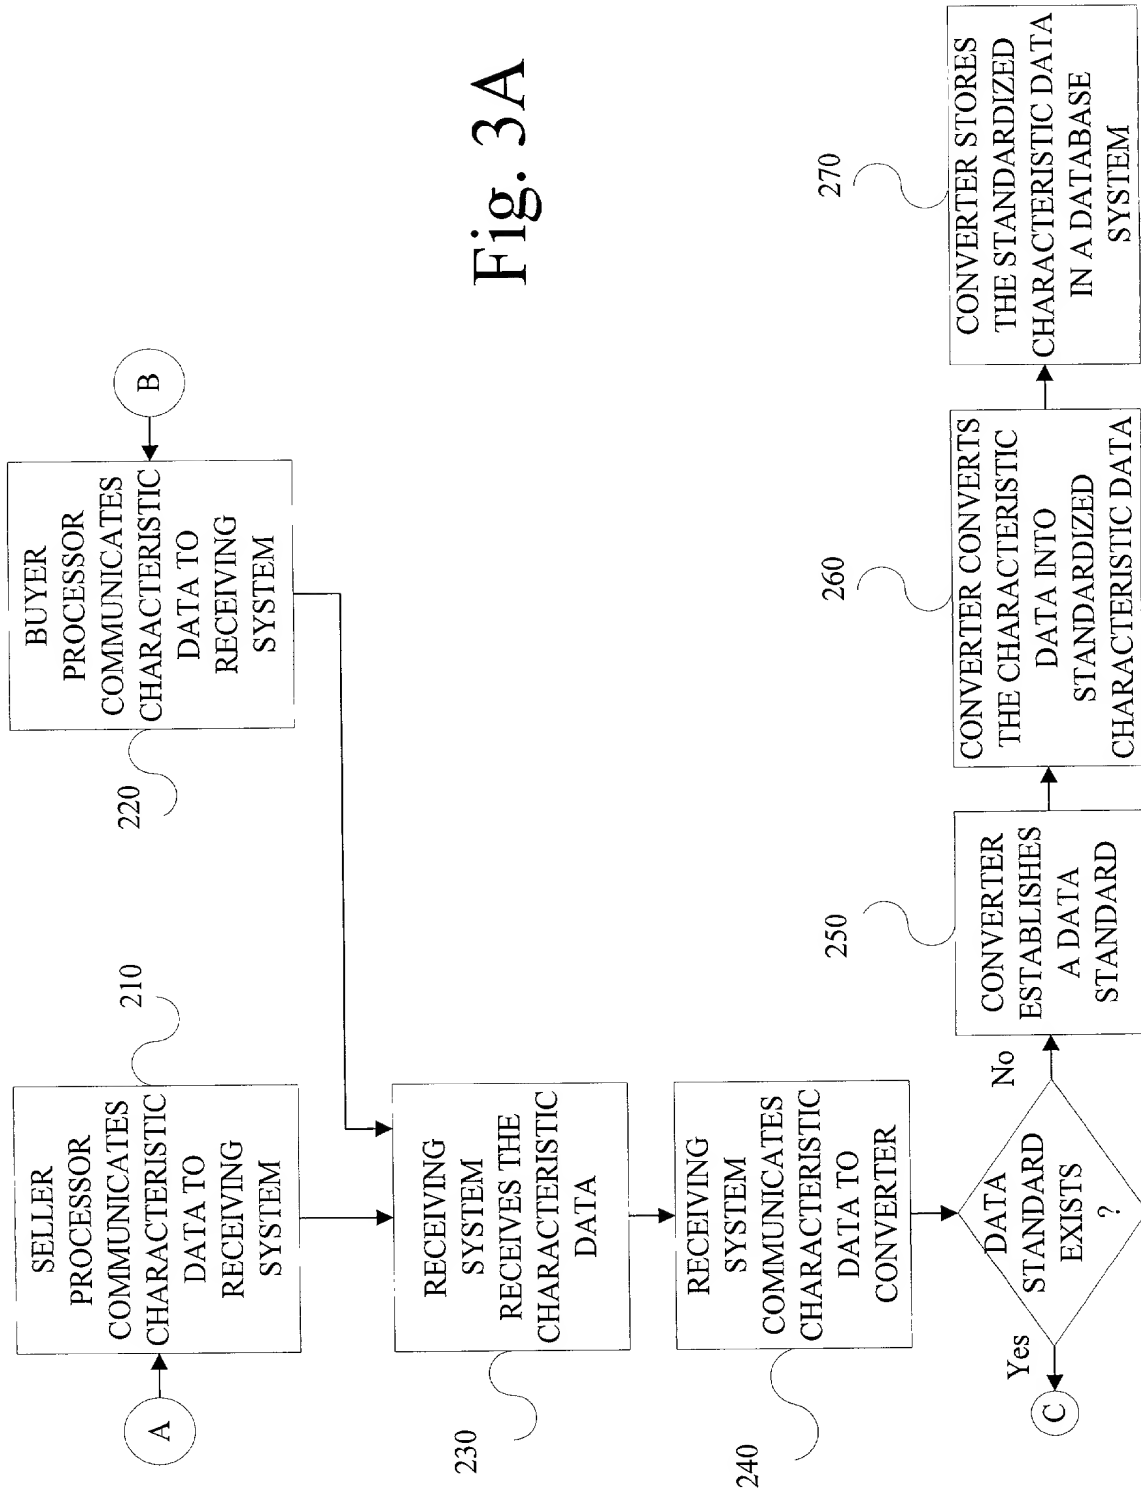 A
SELLER
PROCESSOR
COMMUNICATES
CHARACTERISTIC
DATA TO
RECEIVING
SYSTEM
210
B
BUYER
PROCESSOR
COMMUNICATES
CHARACTERISTIC
DATA TO
RECEIVING
SYSTEM
220
Fig. 3A
RECEIVING
SYSTEM
RECEIVES THE
CHARACTERISTIC
DATA
230
RECEIVING
SYSTEM
COMMUNICATES
CHARACTERISTIC
DATA TO
CONVERTER
240
DATA
STANDARD
EXISTS
?
Yes
C
No
CONVERTER
ESTABLISHES
A DATA
STANDARD
250
CONVERTER CONVERTS
THE CHARACTERISTIC
DATA INTO
STANDARDIZED
CHARACTERISTIC DATA
260
CONVERTER STORES
THE STANDARDIZED
CHARACTERISTIC DATA
IN A DATABASE
SYSTEM
270